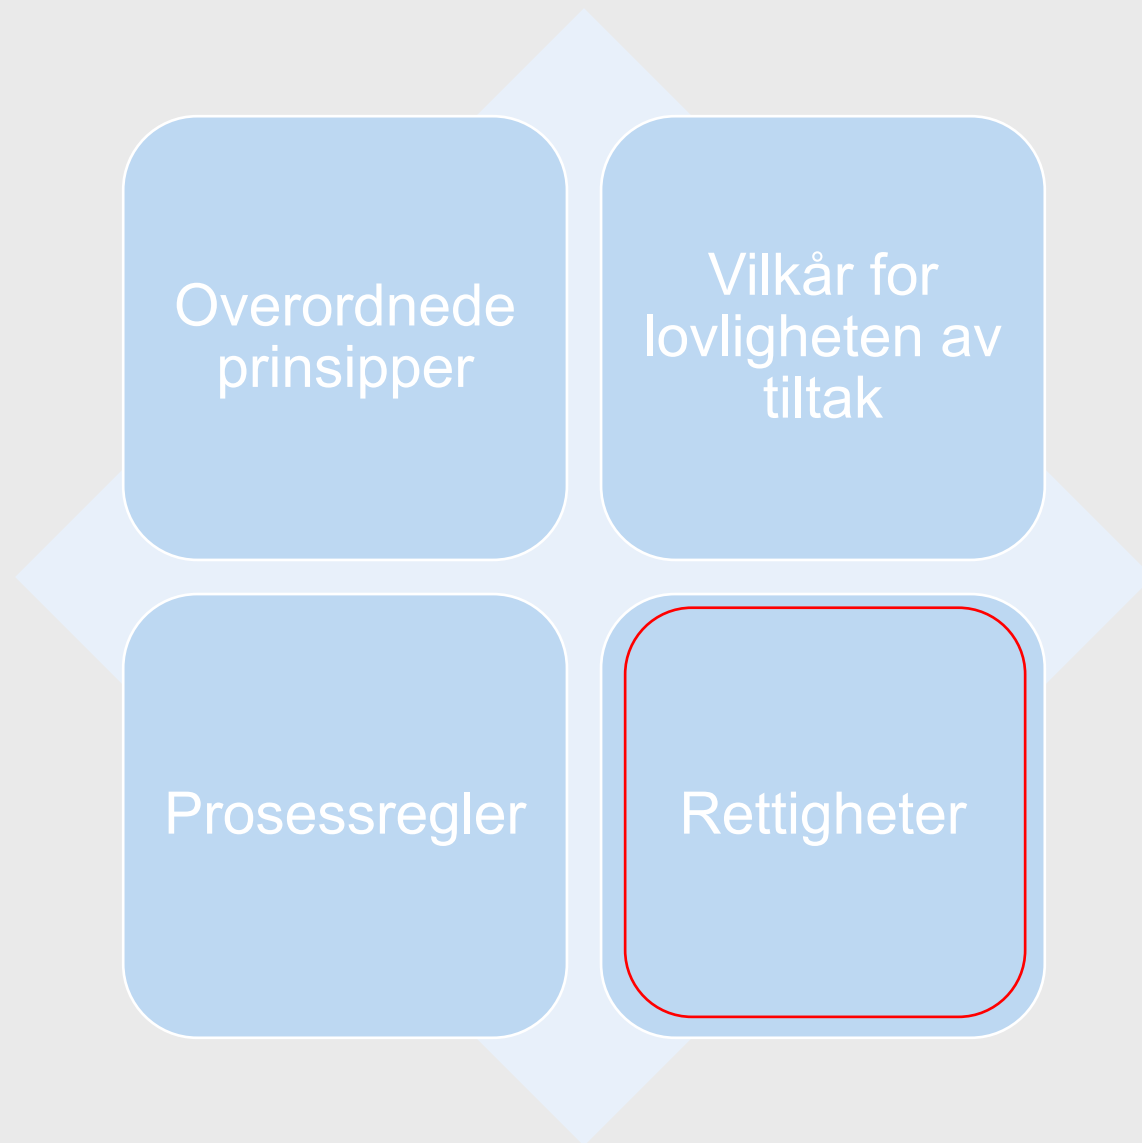 Overordnede
prinsipper
Vilkår for
lovligheten av
tiltak
Prosessregler
Rettigheter